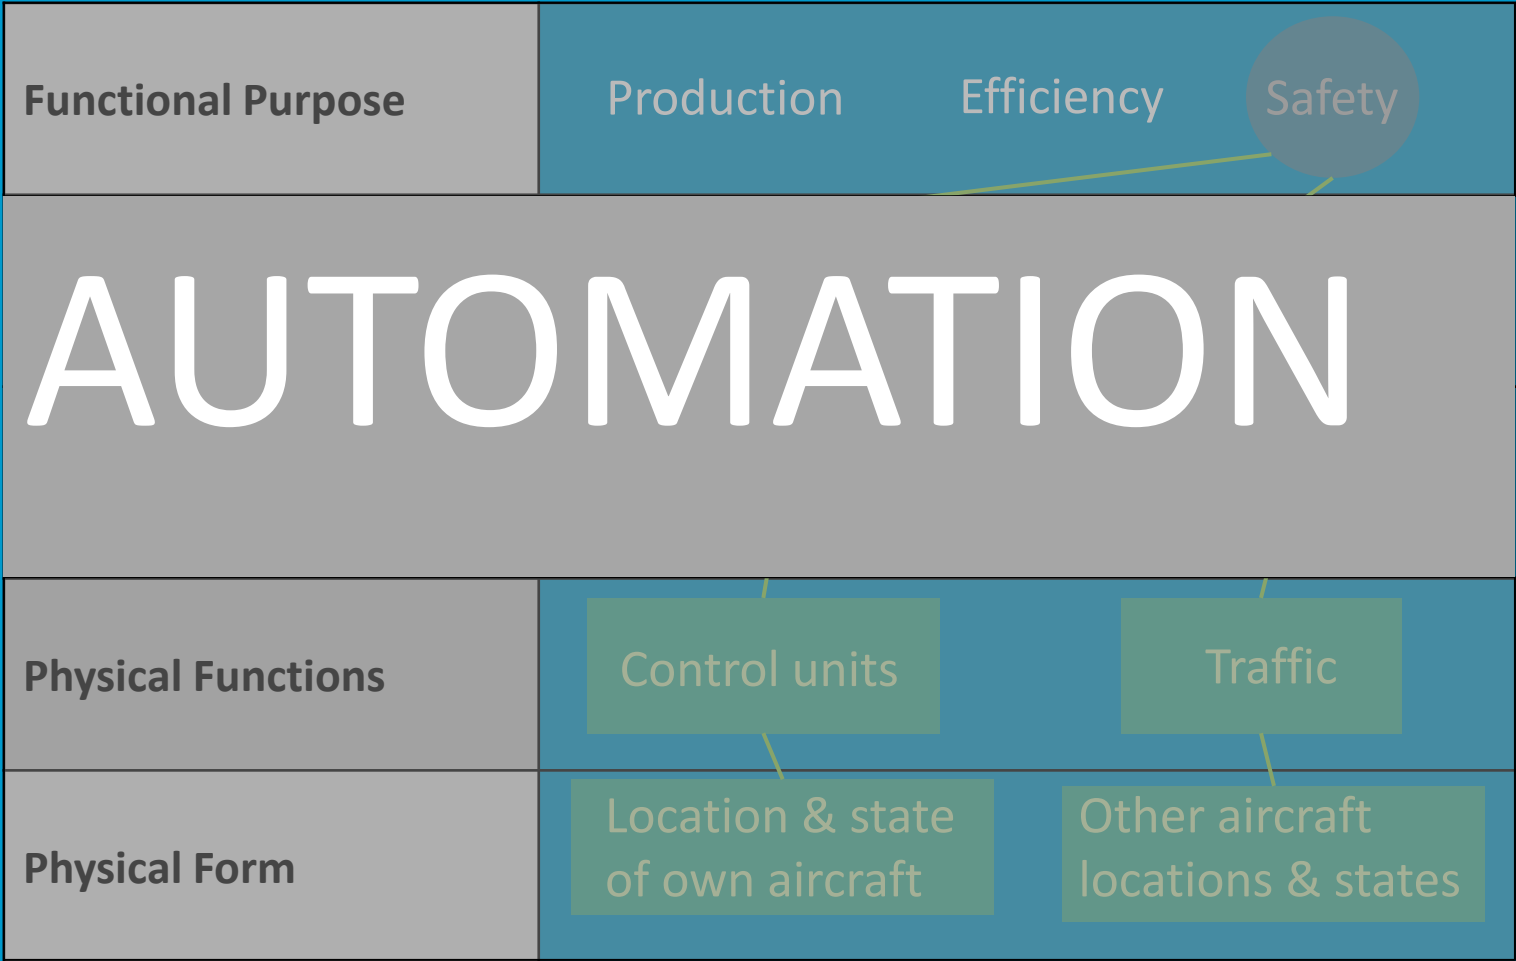 Functional Purpose
Production
Efficiency
Safety
AUTOMATION
Physical Functions
Control units
Traffic
Physical Form
Location & state
of own aircraft
Other aircraft
locations & states